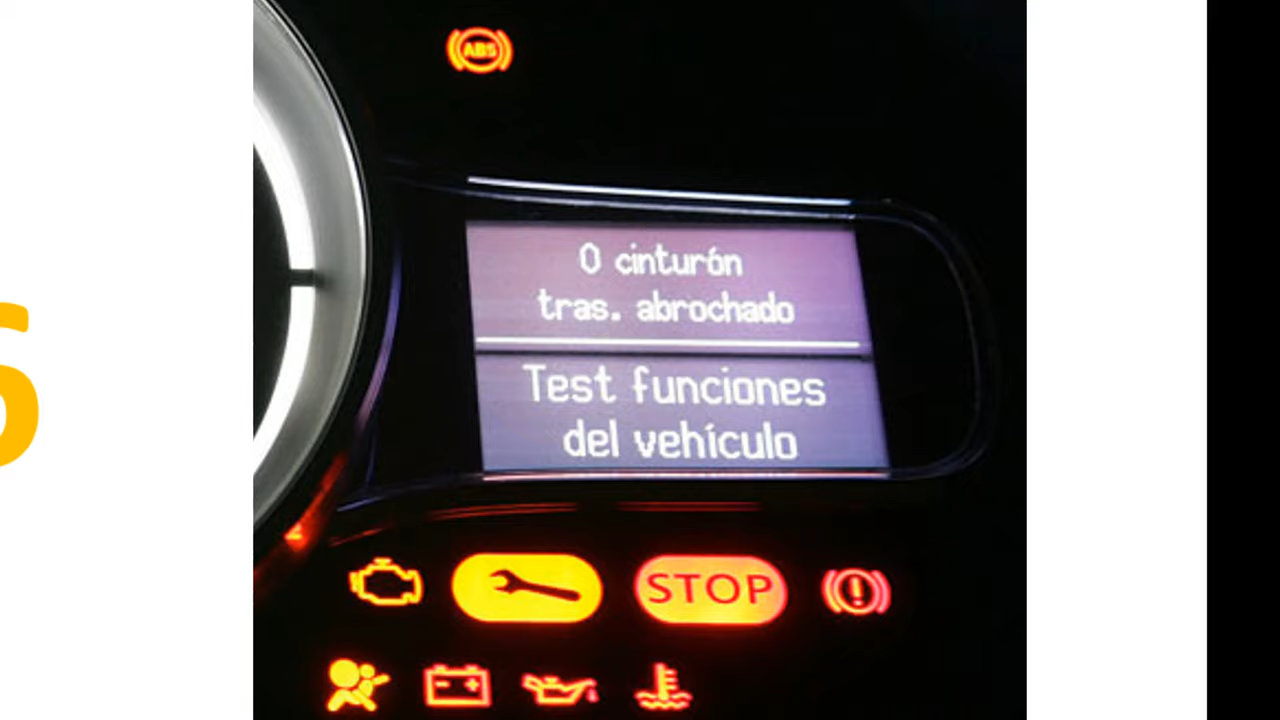 ABS
0 cinturón
tras. abrochado
Test funciones
del vehículo
STOP